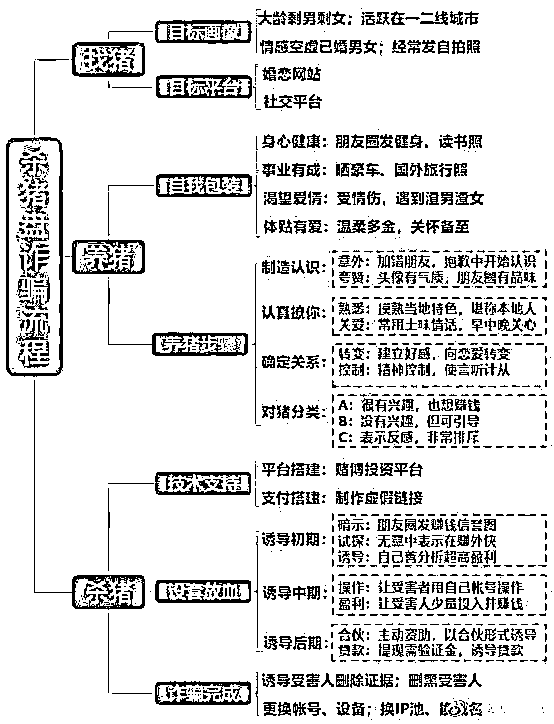 杀猪盘诈骗流程
找猪
目标画像
大龄剩男剩女；活跃在一二线城市
情感空虚已婚男女；经常发自拍照
目标平台
婚恋网站
社交平台
养猪
自我包装
身心健康：朋友圈发健身、读书照
事业有成：晒豪车、国外旅行照
渴望爱情：受情伤，遇到渣男渣女
体贴有爱：温柔多金，关怀备至
养猪步骤
制造认识：
意外：加错朋友，抱歉中开始认识
夸赞：头像有气质，朋友圈有品味
认真撩你：
熟悉：摸熟当地特色，堪称本地人
关爱：常用土味情话，早中晚关心
确定关系：
转变：建立好感，向恋爱转变
控制：精神控制，使言听计从
对猪分类：
A：很有兴趣，也想赚钱
B：没有兴趣，但可引导
C：表示反感，非常排斥
杀猪
技术支持
平台搭建：赌博投资平台
支付搭建：制作虚假链接
设套放血
诱导初期：
暗示：朋友圈发赚钱信息图
试探：无意中表示在赚外快
诱导：自己首分析超高盈利
诱导中期：
操作：让受害者用自己帐号操作
盈利：让受害人少量投入并赚钱
诱导后期：
合伙：主动资助，以合伙形式诱导
贷款：提现需验证金，诱导贷款
诈骗完成
诱导受害人删除证据；删黑受害人
更换帐号、设备；换IP池、